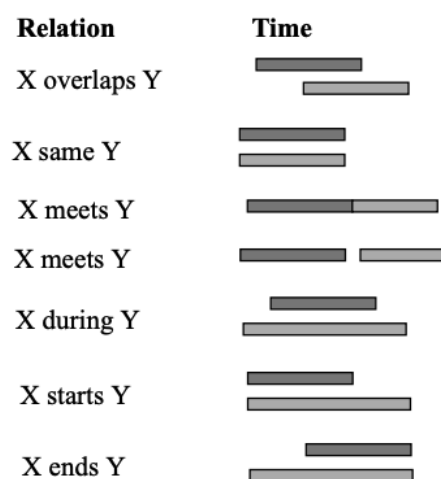 Relation Time
X overlaps Y
X same Y
X meets Y
X meets Y
X during Y
X starts Y
X ends Y